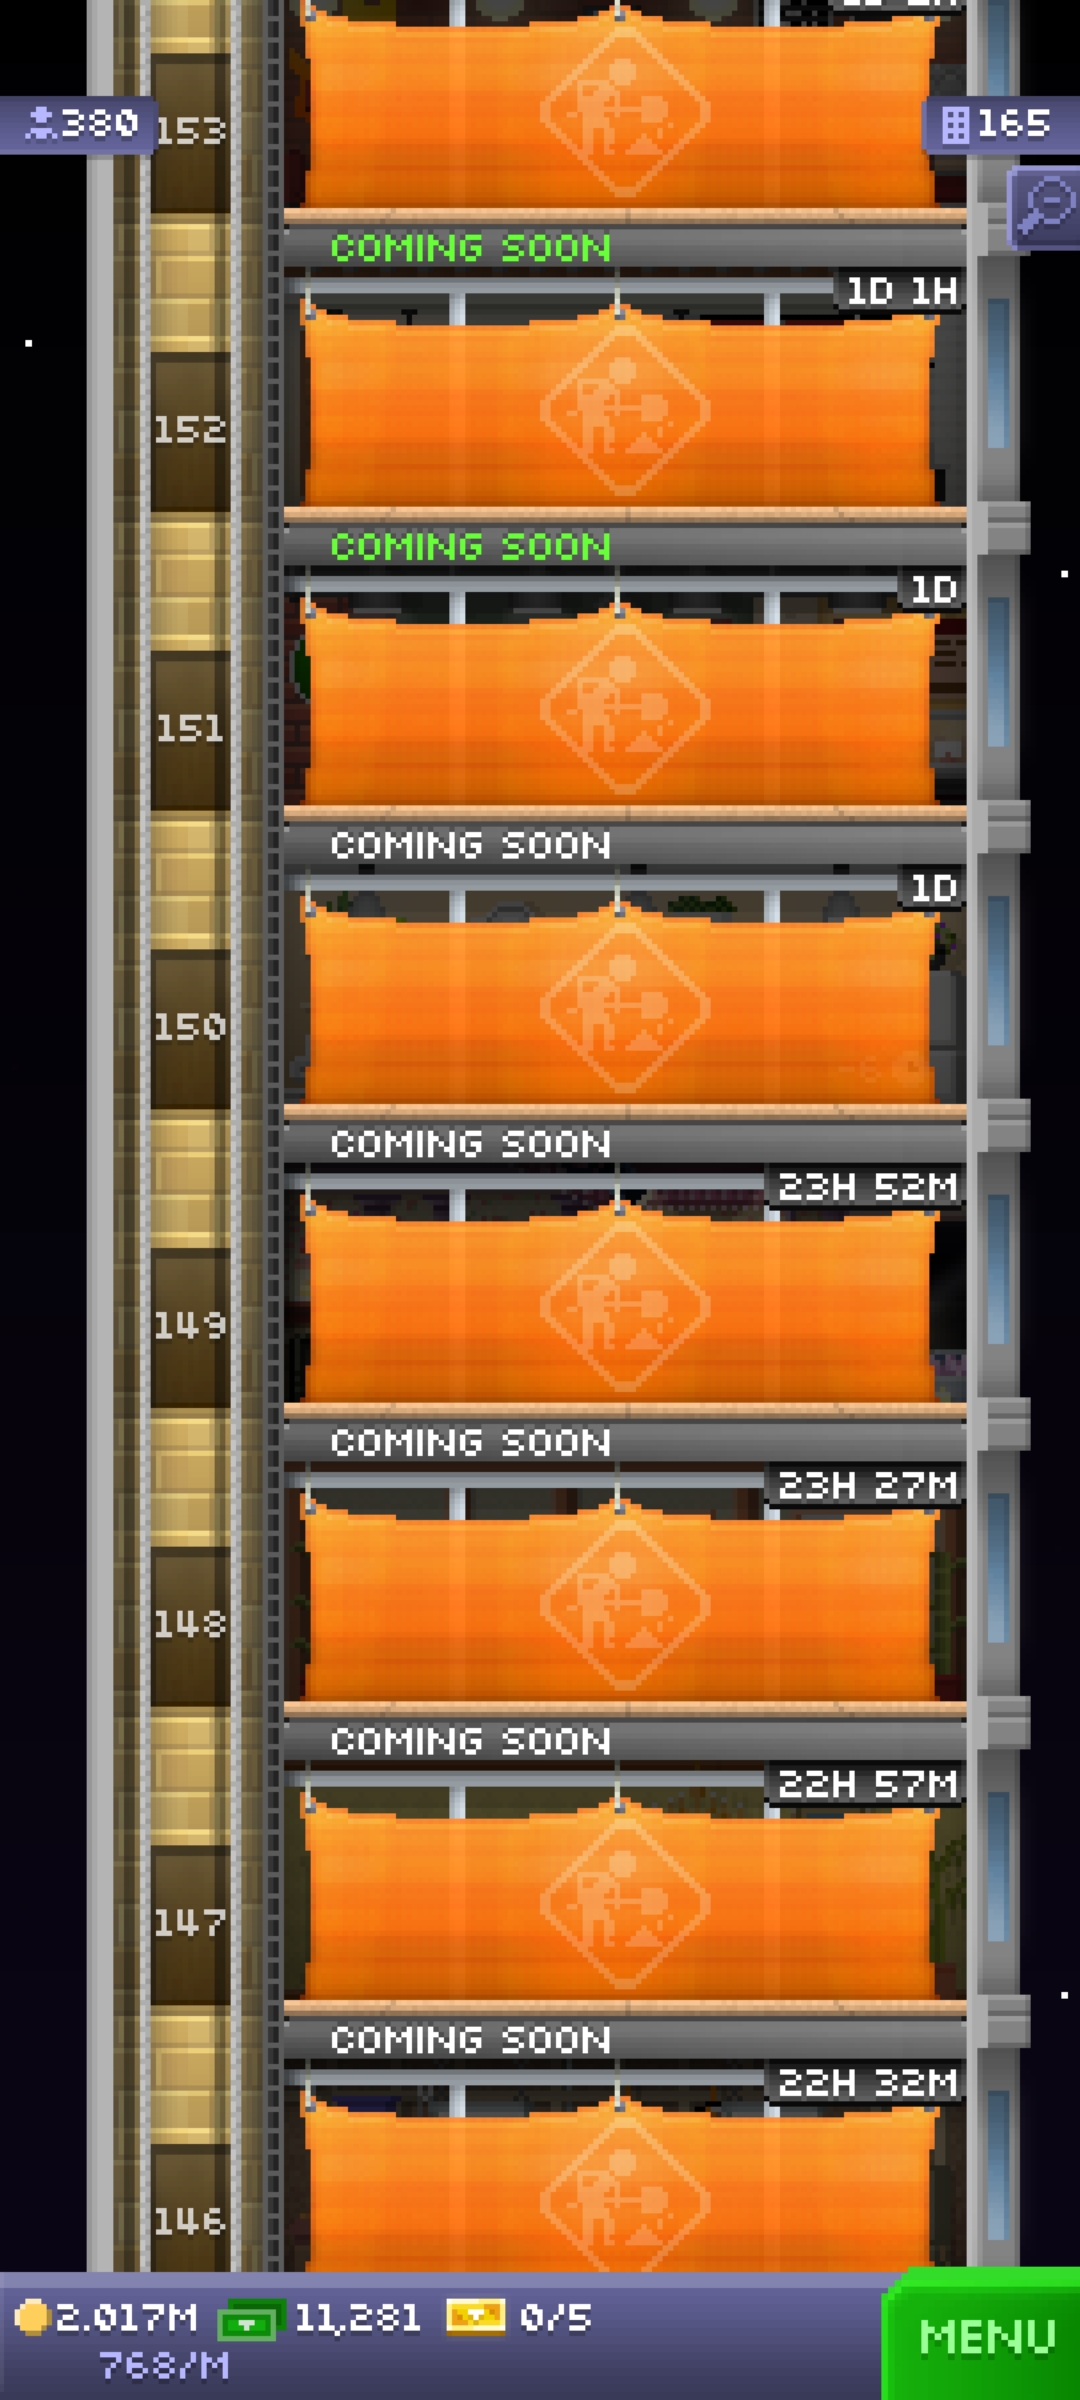 380
153
165
COMING SOON
1D 1H
152
COMING SOON
1D
151
COMING SOON
1D
150
COMING SOON
23H 52M
149
COMING SOON
23H 27M
148
COMING SOON
22H 57M
147
COMING SOON
22H 32M
146
2.017M 11,281 0/5
768/M
MENU